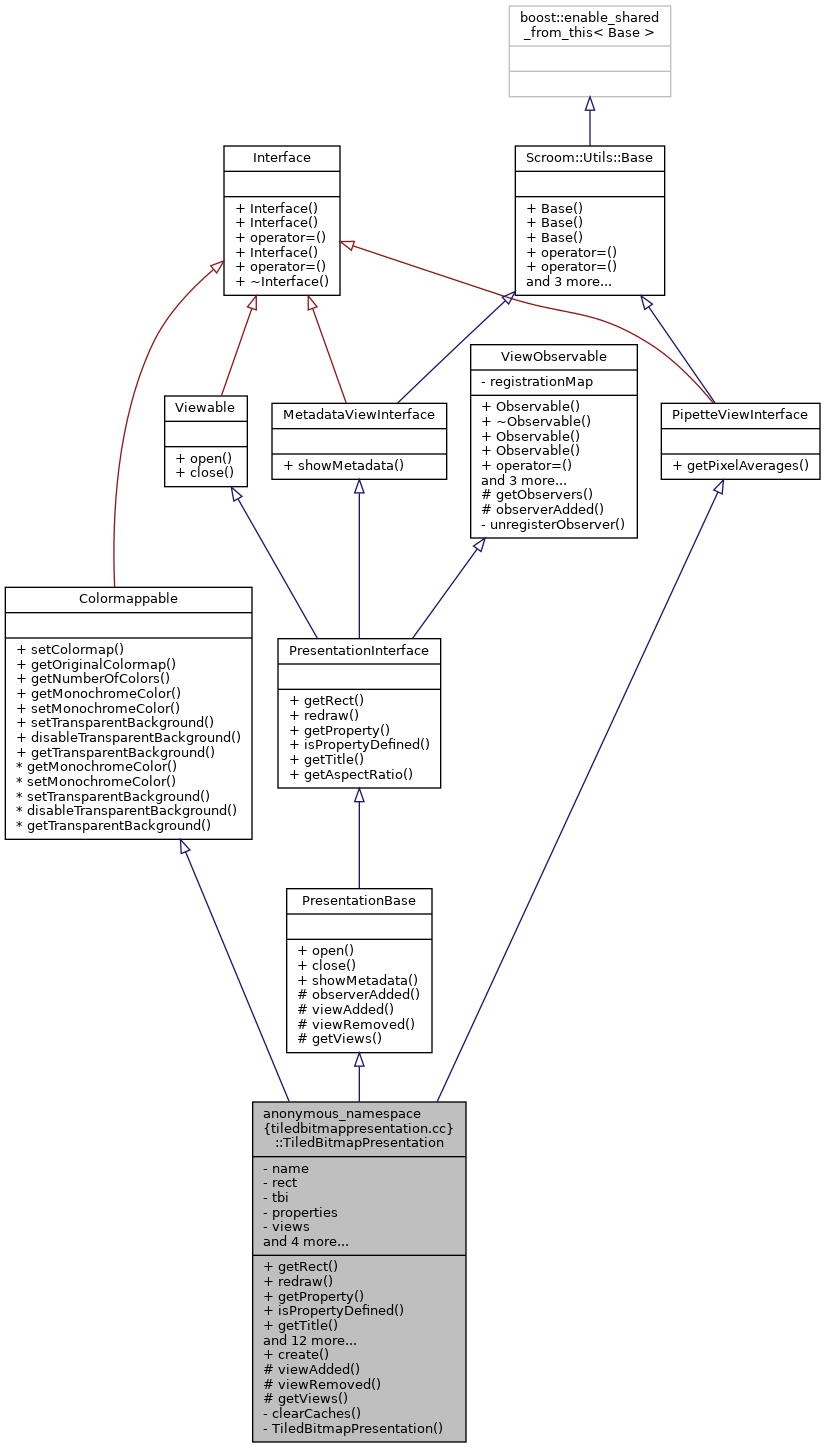 boost::enable_shared
_from_this< Base >
Interface
+ Interface()
+ Interface()
+ operator=()
+ Interface()
+ operator=()
+ ~Interface()
Scroom::Utils::Base
+ Base()
+ Base()
+ Base()
+ operator=()
+ operator=()
and 3 more...
Viewable
+ open()
+ close()
MetadataViewInterface
+ showMetadata()
ViewObservable
- registrationMap
+ Observable()
+ ~Observable()
+ Observable()
+ Observable()
+ operator=()
and 3 more...
# getObservers()
# observerAdded()
- unregisterObserver()
PipetteViewInterface
+ getPixelAverages()
Colormappable
+ setColormap()
+ getOriginalColormap()
+ getNumberOfColors()
+ getMonochromeColor()
+ setMonochromeColor()
+ setTransparentBackground()
+ disableTransparentBackground()
+ getTransparentBackground()
* getMonochromeColor()
* setMonochromeColor()
* setTransparentBackground()
* disableTransparentBackground()
* getTransparentBackground()
PresentationInterface
+ getRect()
+ redraw()
+ getProperty()
+ isPropertyDefined()
+ getTitle()
+ getAspectRatio()
PresentationBase
+ open()
+ close()
+ showMetadata()
# observerAdded()
# viewAdded()
# viewRemoved()
# getViews()
anonymous_namespace
{tiledbitmappresentation.cc}
::TiledBitmapPresentation
- name
- rect
- tbi
- properties
- views
and 4 more...
+ getRect()
+ redraw()
+ getProperty()
+ isPropertyDefined()
+ getTitle()
and 12 more...
+ create()
# viewAdded()
# viewRemoved()
# getViews()
- clearCaches()
- TiledBitmapPresentation()